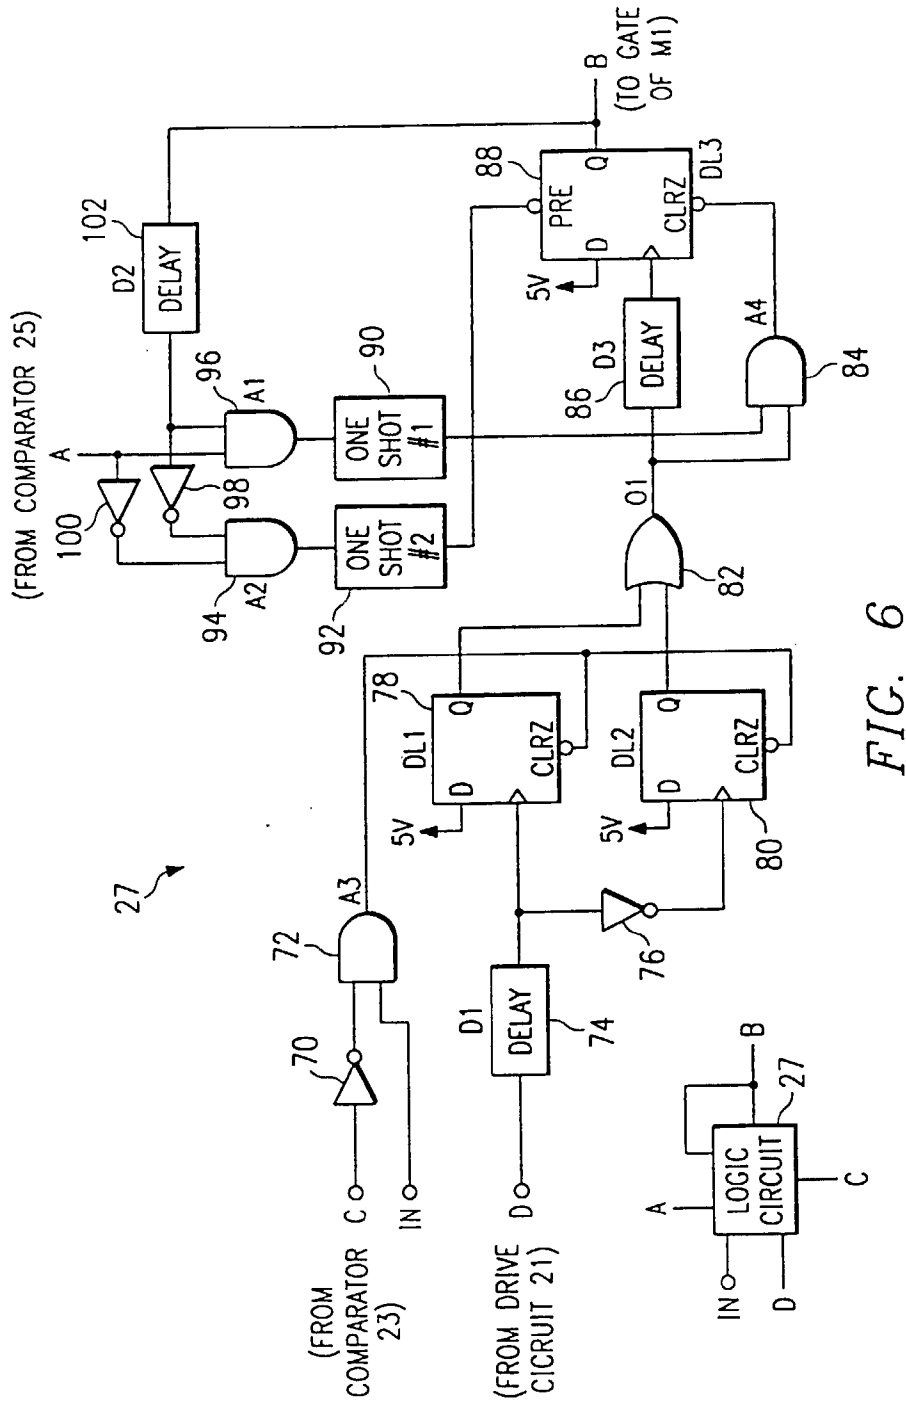 27
(FROM COMPARATOR 25)
A
100
98
94
A2
96
A1
92
ONE
SHOT
#2
90
ONE
SHOT
#1
D2
102
DELAY
(FROM
COMPARATOR
23)
C
IN
70
72
A3
(FROM DRIVE
CICRUIT 21)
D
D1
DELAY
74
76
5V
DL1
78
D
Q
CLRZ
5V
DL2
D
Q
CLRZ
80
82
O1
86
D3
DELAY
A4
84
5V
88
PRE
D
Q
CLRZ
DL3
B
(TO GATE
OF M1)
IN
D
A
LOGIC
CIRCUIT
B
27
C
FIG. 6